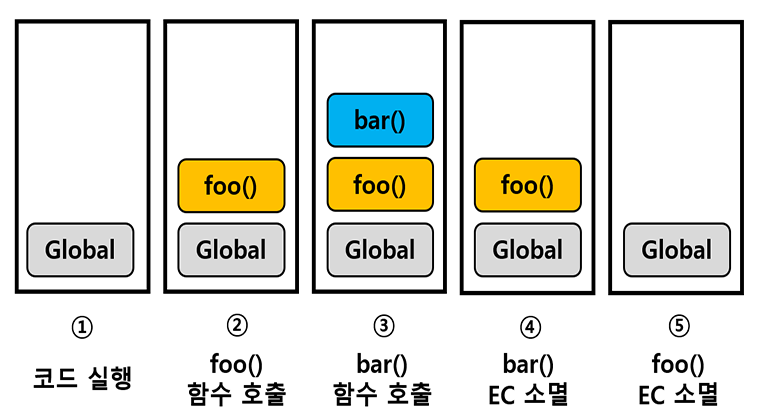 bar()
foo()
foo()
foo()
Global
Global
Global
Global
Global
①
②
③
④
⑤
코드 실행
foo()
함수 호출
bar()
함수 호출
bar()
EC 소멸
foo()
EC 소멸